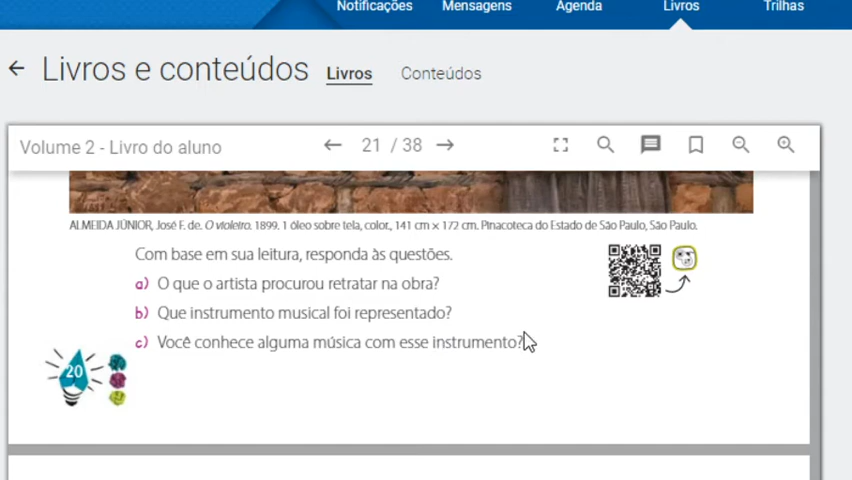 Notificações Mensagens Agenda Livros Trilhas
← Livros e conteúdos Livros Conteúdos
Volume 2 - Livro do aluno ← 21 / 38 →
ALMEIDA JÚNIOR, José F. de. O violeiro. 1899. 1 óleo sobre tela, color., 141 cm × 172 cm. Pinacoteca do Estado de São Paulo, São Paulo.
Com base em sua leitura, responda às questões.
a) O que o artista procurou retratar na obra?
b) Que instrumento musical foi representado?
c) Você conhece alguma música com esse instrumento?
20